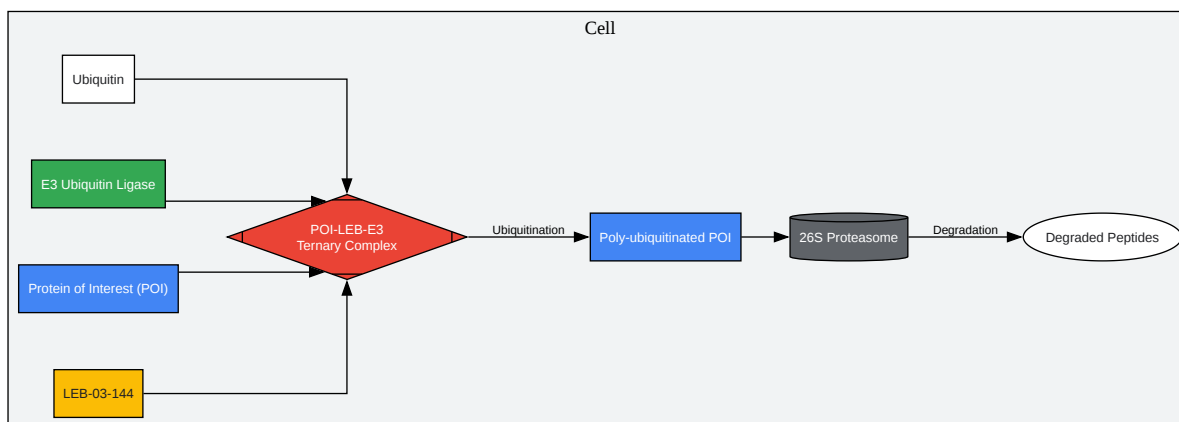 Cell
Ubiquitin
E3 Ubiquitin Ligase
Protein of Interest (POI)
LEB-03-144
POI-LEB-E3
Ternary Complex
Ubiquitination
Poly-ubiquitinated POI
26S Proteasome
Degradation
Degraded Peptides